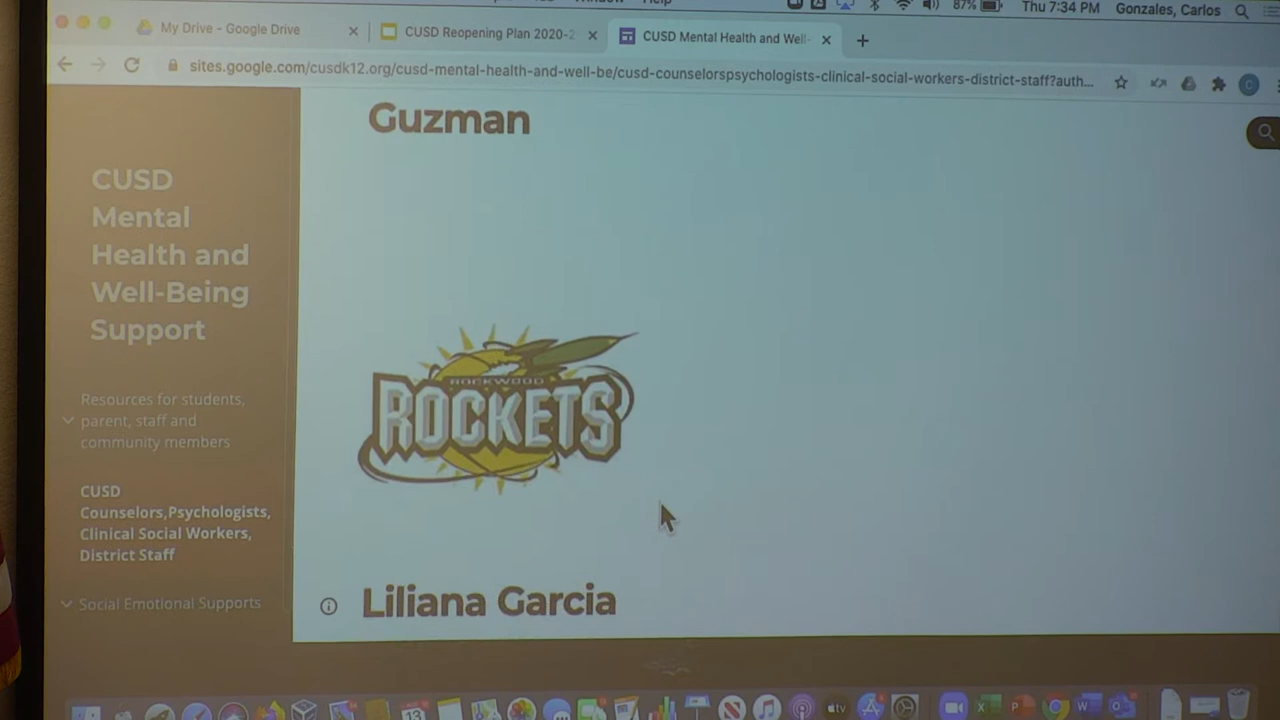 87%
Thu 7:34 PM
Gonzales, Carlos
My Drive - Google Drive
CUSD Reopening Plan 2020-2
CUSD Mental Health and Well-
sites.google.com/cusdk12.org/cusd-mental-health-and-well-be/cusd-counselorspsychologists-clinical-social-workers-district-staff?auth...
Guzman
CUSD
Mental
Health and
Well-Being
Support
Resources for students,
parent, staff and
community members
CUSD
Counselors,Psychologists,
Clinical Social Workers,
District Staff
Social Emotional Supports
ROCKWOOD
ROCKETS
Liliana Garcia
13
tv